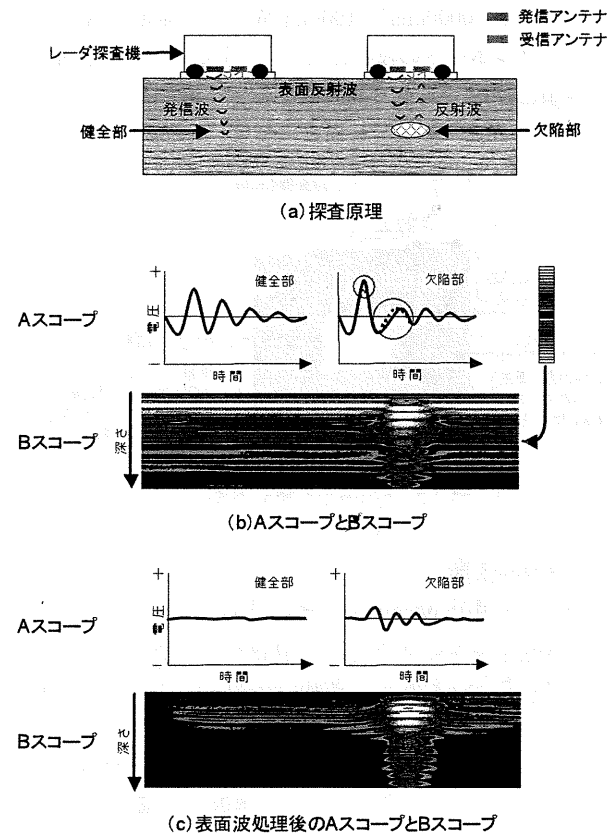 発信アンテナ
受信アンテナ
レーダ探査機
表面反射波
発信波
反射波
健全部
欠陥部
(a)探査原理
+
健全部
+
欠陥部
Aスコープ
電圧
-
時間
-
時間
Bスコープ
深さ
(b)AスコープとBスコープ
+
健全部
+
欠陥部
Aスコープ
電圧
-
時間
-
時間
Bスコープ
深さ
(c)表面波処理後のAスコープとBスコープ